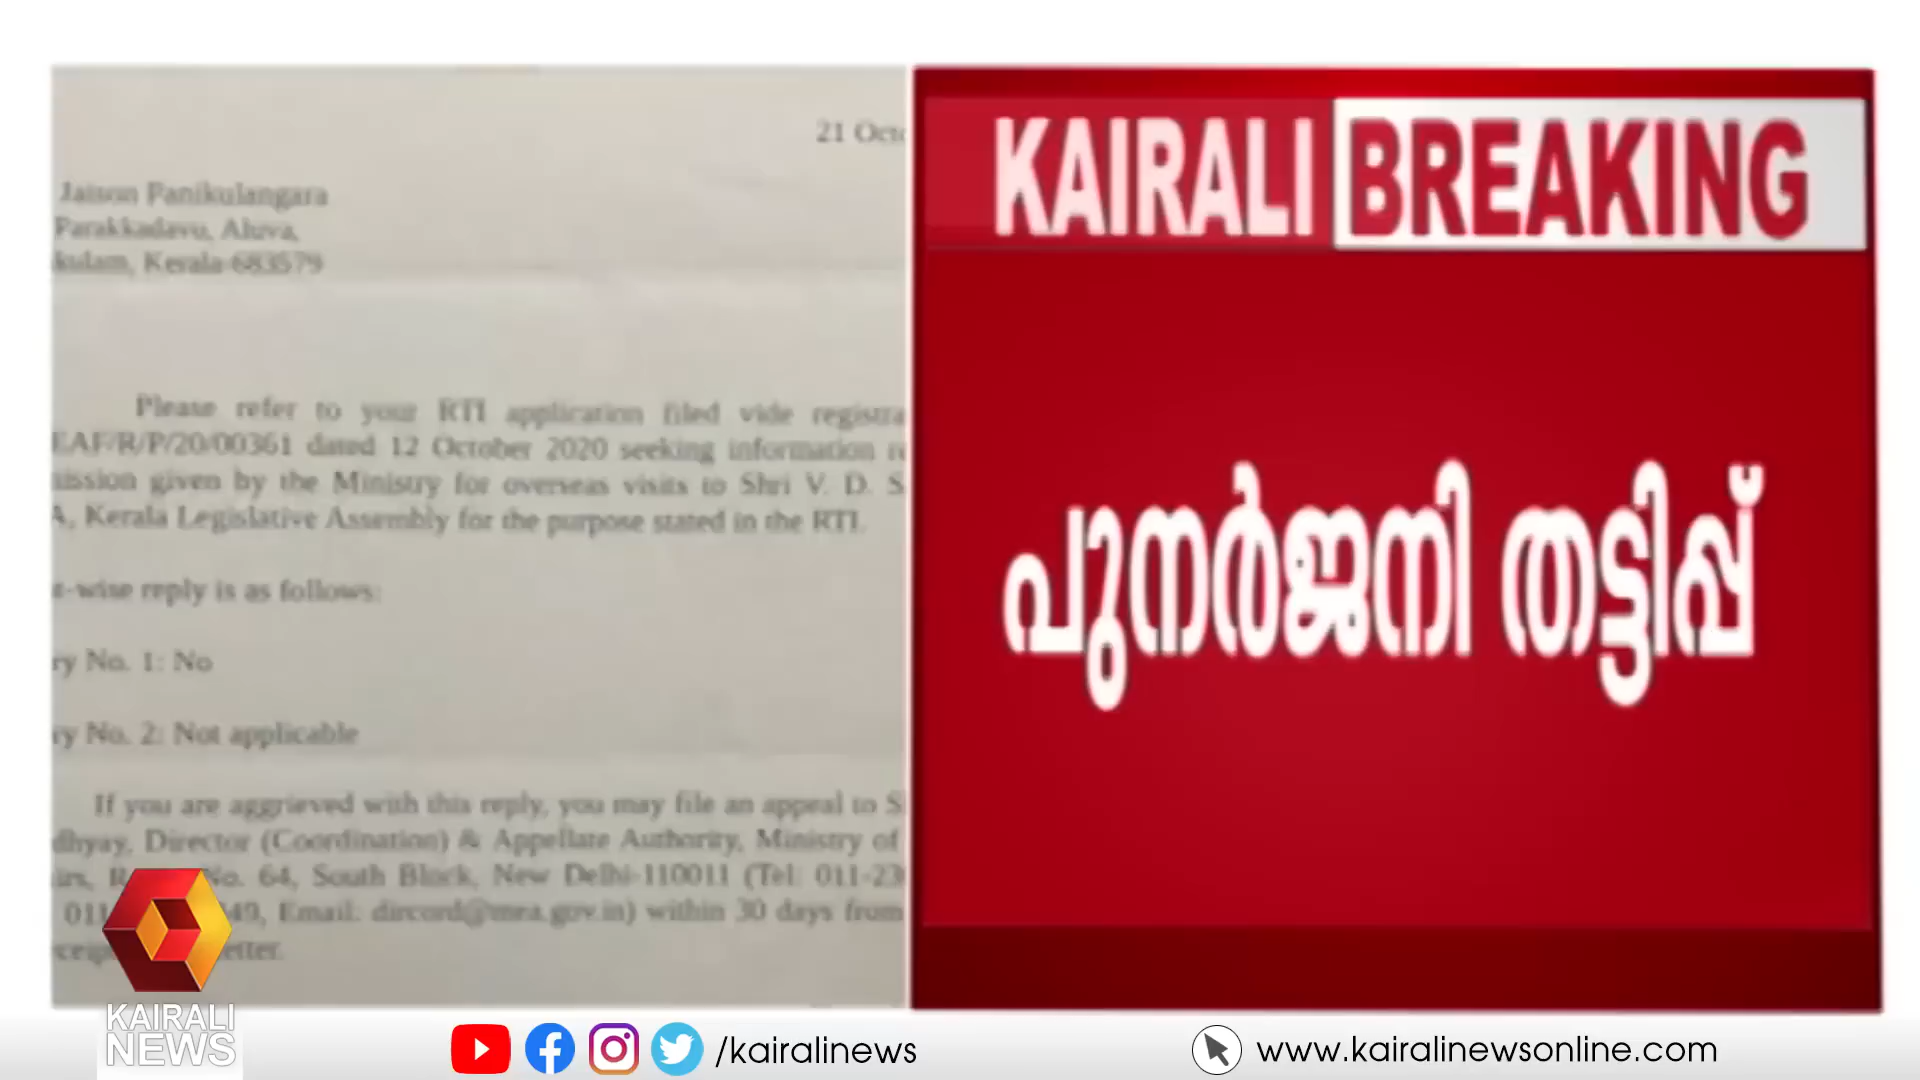 21 Octo
Jaison Panikulangara
Parakkadavu, Aluva,
kulam, Kerala-683579
Please refer to your RTI application filed vide registra
EAF/R/P/20/00361 dated 12 October 2020 seeking information re
ission given by the Ministry for overseas visits to Shri V. D. S
A, Kerala Legislative Assembly for the purpose stated in the RTI.
t-wise reply is as follows:
ry No. 1: No
ry No. 2: Not applicable
If you are aggrieved with this reply, you may file an appeal to S
dhyay, Director (Coordination) & Appellate Authority, Ministry of
irs, No. 64, South Block, New Delhi-110011 (Tel: 011-23
011 49, Email: dircord@mea.gov.in) within 30 days from
etter.
KAIRALI BREAKING
പുനർജനി തട്ടിപ്പ്
KAIRALI
NEWS
/kairalinews
www.kairalinewsonline.com